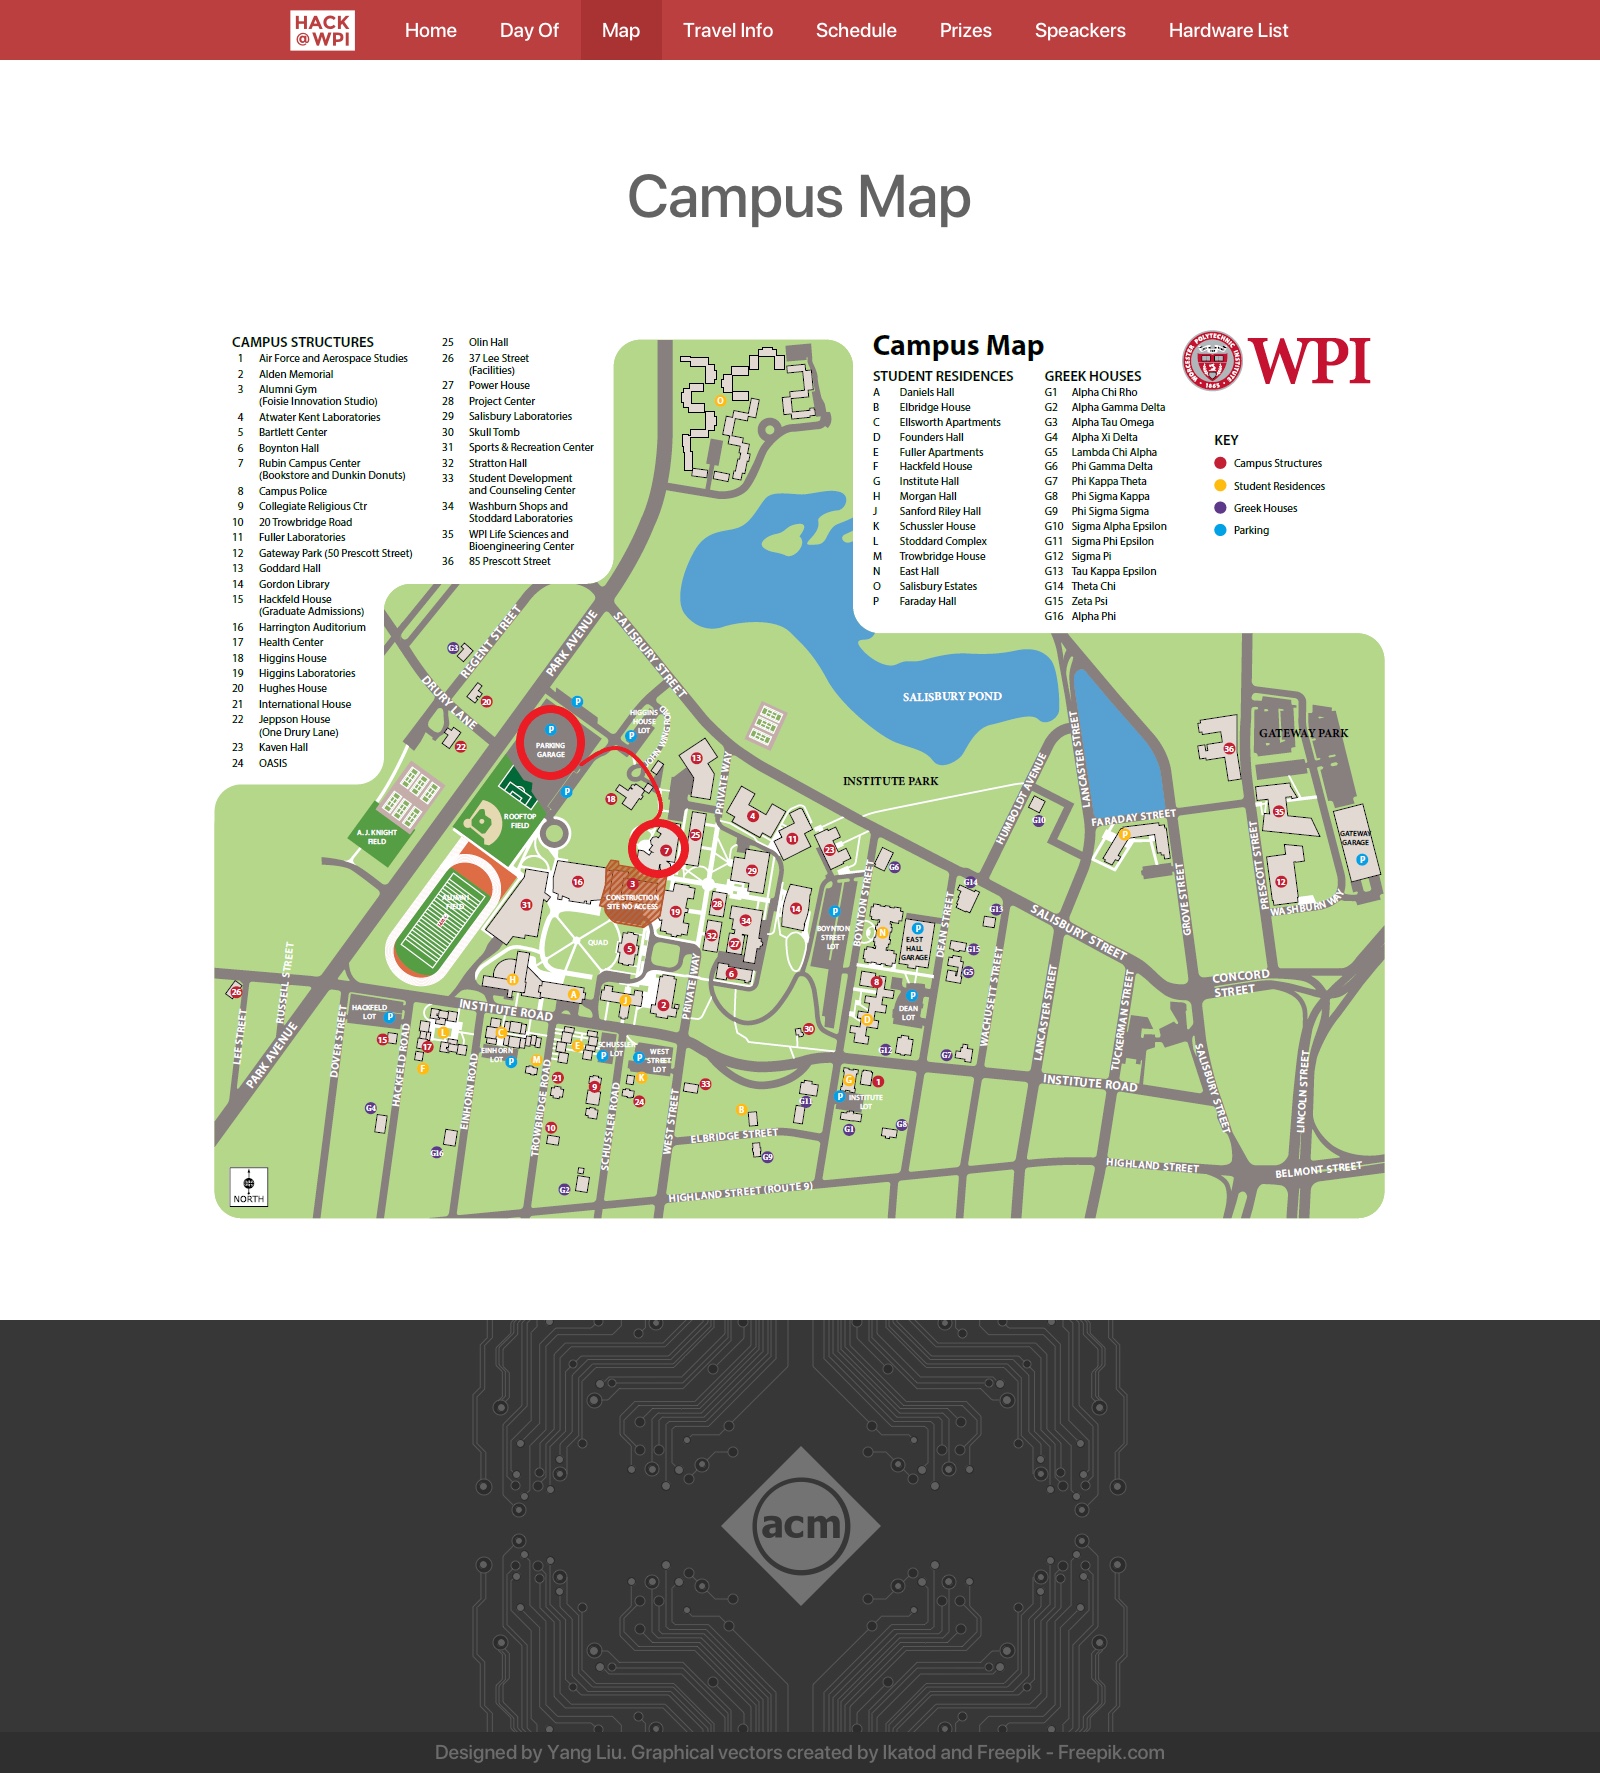 HACK
@WPI
Home
Day Of
Map
Travel Info
Schedule
Prizes
Speackers
Hardware List
Campus Map
CAMPUS STRUCTURES
1 Air Force and Aerospace Studies
2 Alden Memorial
3 Alumni Gym
(Foisie Innovation Studio)
4 Atwater Kent Laboratories
5 Bartlett Center
6 Boynton Hall
7 Rubin Campus Center
(Bookstore and Dunkin Donuts)
8 Campus Police
9 Collegiate Religious Ctr
10 20 Trowbridge Road
11 Fuller Laboratories
12 Gateway Park (50 Prescott Street)
13 Goddard Hall
14 Gordon Library
15 Hackfeld House
(Graduate Admissions)
16 Harrington Auditorium
17 Health Center
18 Higgins House
19 Higgins Laboratories
20 Hughes House
21 International House
22 Jeppson House
(One Drury Lane)
23 Kaven Hall
24 OASIS
25 Olin Hall
26 37 Lee Street
(Facilities)
27 Power House
28 Project Center
29 Salisbury Laboratories
30 Skull Tomb
31 Sports & Recreation Center
32 Stratton Hall
33 Student Development
and Counseling Center
34 Washburn Shops and
Stoddard Laboratories
35 WPI Life Sciences and
Bioengineering Center
36 85 Prescott Street
Campus Map
STUDENT RESIDENCES
A Daniels Hall
B Elbridge House
C Ellsworth Apartments
D Founders Hall
E Fuller Apartments
F Hackfeld House
G Institute Hall
H Morgan Hall
J Sanford Riley Hall
K Schussler House
L Stoddard Complex
M Trowbridge House
N East Hall
O Salisbury Estates
P Faraday Hall
GREEK HOUSES
G1 Alpha Chi Rho
G2 Alpha Gamma Delta
G3 Alpha Tau Omega
G4 Alpha Xi Delta
G5 Lambda Chi Alpha
G6 Phi Gamma Delta
G7 Phi Kappa Theta
G8 Phi Sigma Kappa
G9 Phi Sigma Sigma
G10 Sigma Alpha Epsilon
G11 Sigma Phi Epsilon
G12 Sigma Pi
G13 Tau Kappa Epsilon
G14 Theta Chi
G15 Zeta Psi
G16 Alpha Phi
WORCESTER POLYTECHNIC INSTITUTE
1865
WPI
KEY
Campus Structures
Student Residences
Greek Houses
Parking
REGENT STREET
PARK AVENUE
SALISBURY STREET
DRURY LANE
PARKING
GARAGE
HIGGINS
HOUSE
LOT
JOHN WING ROAD
PRIVATE WAY
SALISBURY POND
INSTITUTE PARK
HUMBOLDT AVENUE
LANCASTER STREET
FARADAY STREET
GATEWAY PARK
GATEWAY
GARAGE
PRESCOTT STREET
WASHBURN WAY
GROVE STREET
A.J. KNIGHT
FIELD
ROOFTOP
FIELD
ALUMNI
FIELD
CONSTRUCTION
SITE NO ACCESS
QUAD
BOYNTON
STREET
LOT
BOYNTON STREET
EAST
HALL
GARAGE
DEAN STREET
DEAN
LOT
WACHUSETT STREET
SALISBURY STREET
LANCASTER STREET
TUCKERMAN STREET
CONCORD
STREET
SALISBURY STREET
LINCOLN STREET
RUSSELL STREET
LEE STREET
PARK AVENUE
DOVER STREET
HACKFELD
LOT
HACKFELD ROAD
INSTITUTE ROAD
EINHORN
LOT
EINHORN ROAD
TROWBRIDGE ROAD
SCHUSSLER
LOT
SCHUSSLER ROAD
WEST
STREET
LOT
WEST STREET
PRIVATE WAY
INSTITUTE
LOT
INSTITUTE ROAD
ELBRIDGE STREET
HIGHLAND STREET (ROUTE 9)
HIGHLAND STREET
BELMONT STREET
NORTH
acm
Designed by Yang Liu. Graphical vectors created by Ikatod and Freepik - Freepik.com